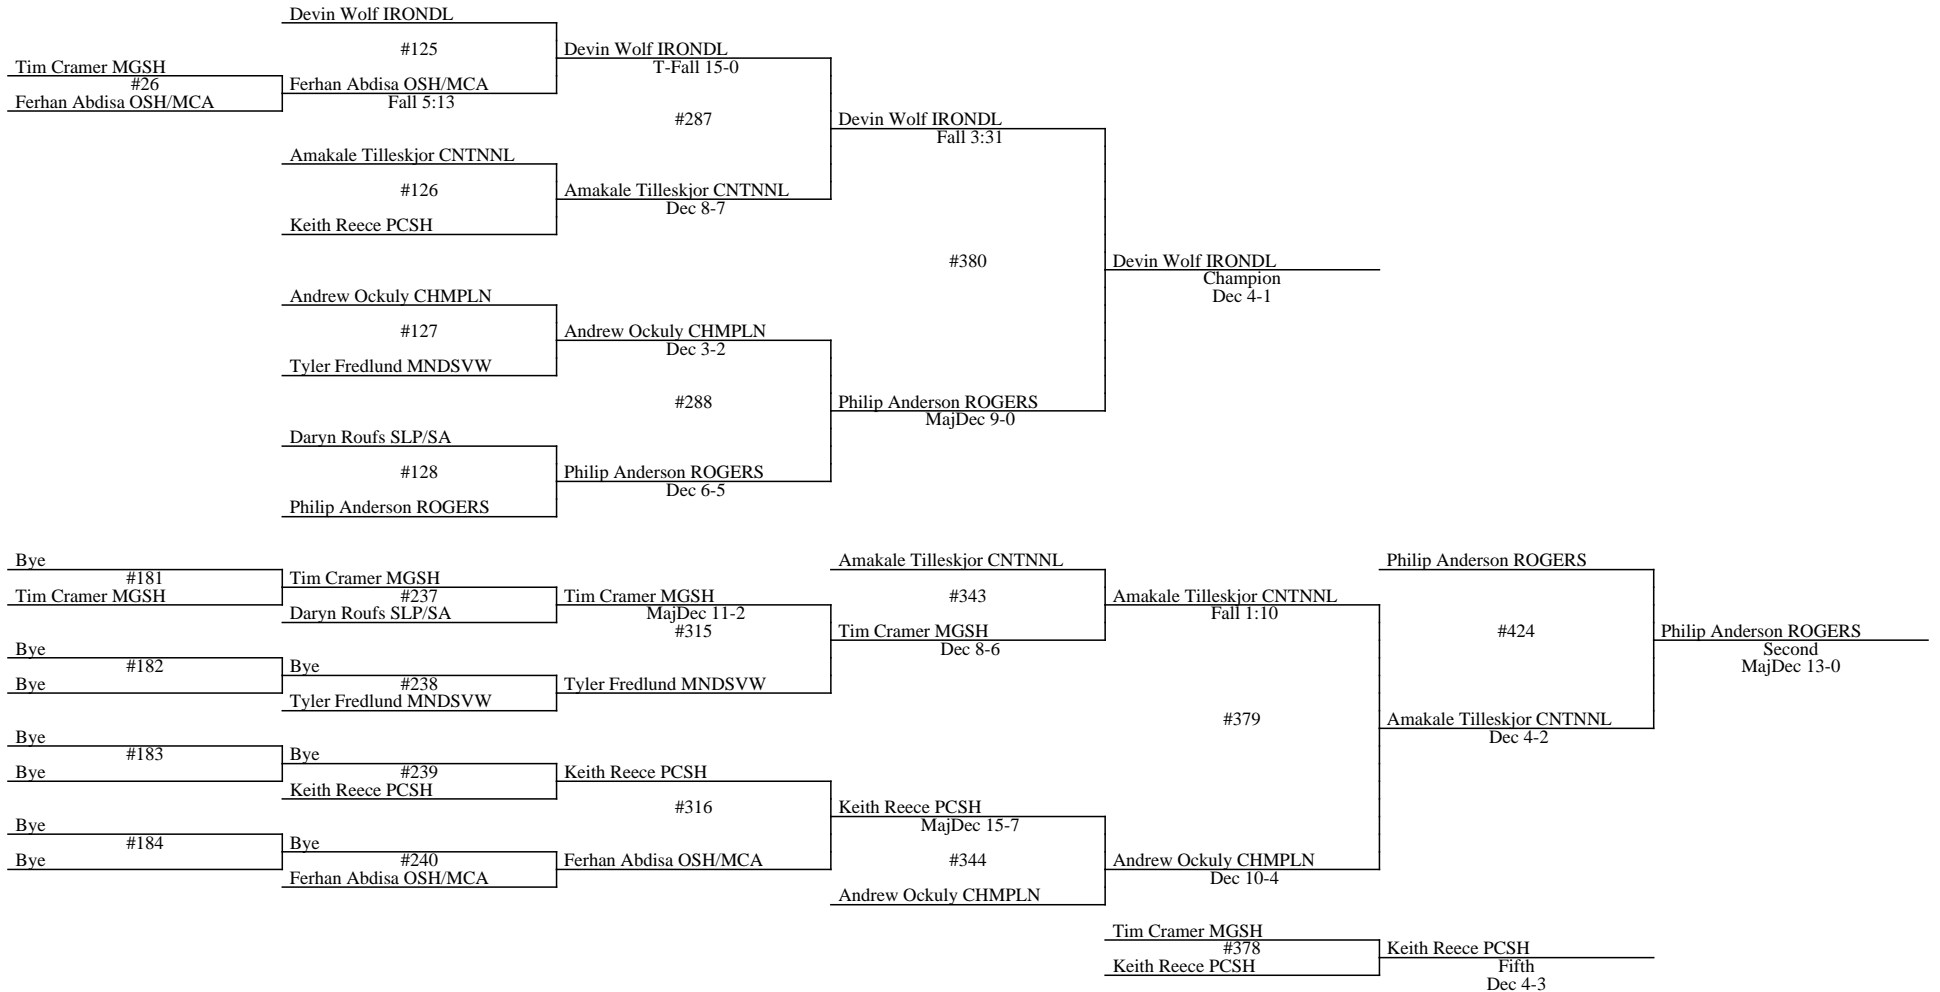 Devin Wolf IRONDL
#125
Devin Wolf IRONDL
T-Fall 15-0
Tim Cramer MGSH
#26
Ferhan Abdisa OSH/MCA
Ferhan Abdisa OSH/MCA
Fall 5:13
#287
Devin Wolf IRONDL
Fall 3:31
Amakale Tilleskjor CNTNNL
#126
Amakale Tilleskjor CNTNNL
Dec 8-7
Keith Reece PCSH
#380
Devin Wolf IRONDL
Champion
Dec 4-1
Andrew Ockuly CHMPLN
#127
Andrew Ockuly CHMPLN
Dec 3-2
Tyler Fredlund MNDSVW
#288
Philip Anderson ROGERS
MajDec 9-0
Daryn Roufs SLP/SA
#128
Philip Anderson ROGERS
Dec 6-5
Philip Anderson ROGERS
Bye
#181
Tim Cramer MGSH
Tim Cramer MGSH
#237
Daryn Roufs SLP/SA
Tim Cramer MGSH
MajDec 11-2
#315
Amakale Tilleskjor CNTNNL
#343
Tim Cramer MGSH
Dec 8-6
Amakale Tilleskjor CNTNNL
Fall 1:10
Philip Anderson ROGERS
#424
Philip Anderson ROGERS
Second
MajDec 13-0
Bye
#182
Bye
Bye
#238
Tyler Fredlund MNDSVW
Tyler Fredlund MNDSVW
#379
Amakale Tilleskjor CNTNNL
Dec 4-2
Bye
#183
Bye
Bye
#239
Keith Reece PCSH
Keith Reece PCSH
#316
Keith Reece PCSH
MajDec 15-7
Bye
#184
Bye
Bye
#240
Ferhan Abdisa OSH/MCA
Ferhan Abdisa OSH/MCA
#344
Andrew Ockuly CHMPLN
Dec 10-4
Andrew Ockuly CHMPLN
Tim Cramer MGSH
#378
Keith Reece PCSH
Keith Reece PCSH
Fifth
Dec 4-3